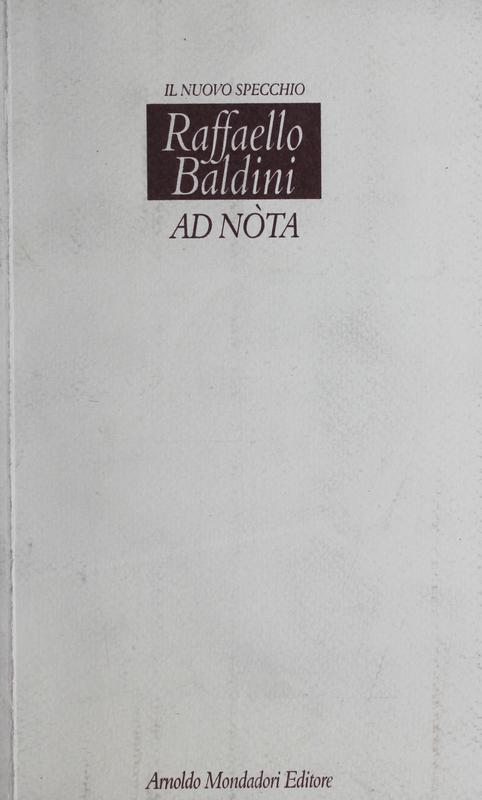 IL NUOVO SPECCHIO
Raffaello
Baldini
AD NÒTA
Arnoldo Mondadori Editore